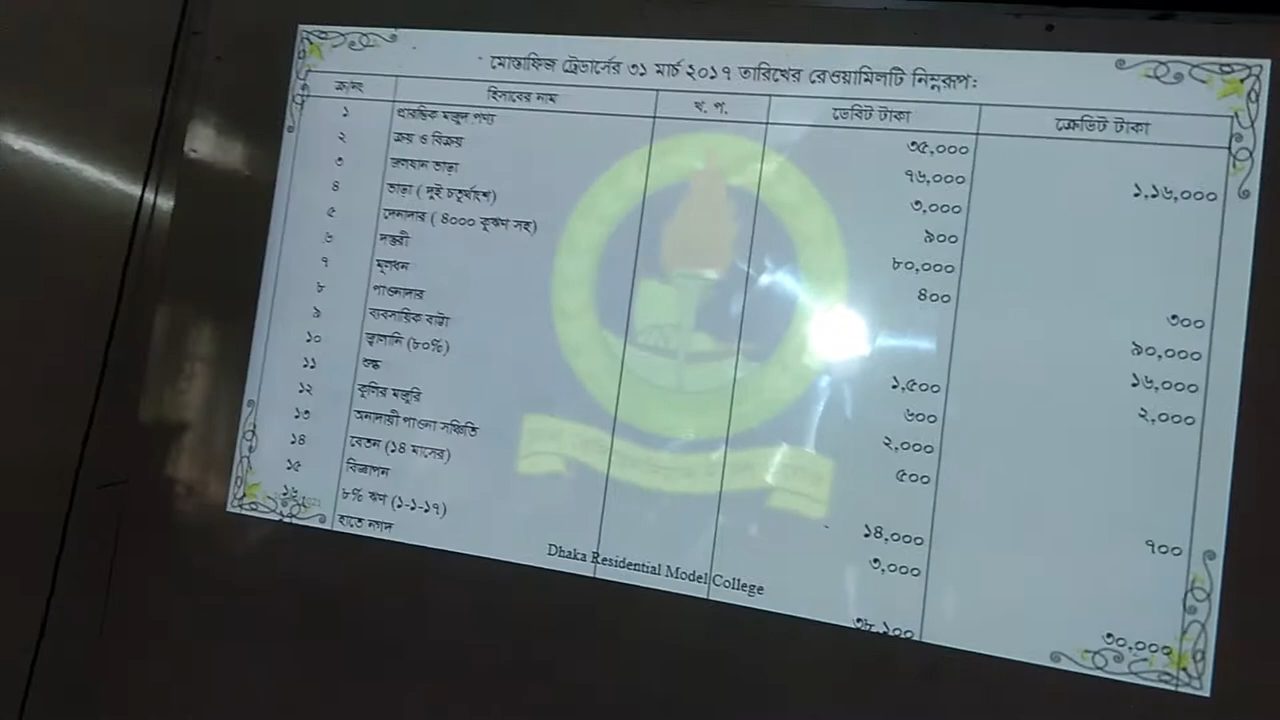 মোস্তাফিজ ট্রেডার্সের ৩১ মার্চ ২০১৭ তারিখের রেওয়ামিলটি নিম্নরূপ:
ক্র/নং হিসাবের নাম খ. পৃ. ডেবিট টাকা ক্রেডিট টাকা
১ প্রারম্ভিক মজুদ পণ্য ৩৫,০০০
২ ক্রয় ও বিক্রয় ৭৬,০০০ ১,১৬,০০০
৩ জলযান ভাড়া ৩,০০০
৪ ভাড়া ( দুই চতুর্থাংশ) ৯০০
৫ দেনাদার ( ৪০০০ কুঋণ সহ) ৮০,০০০
৬ দস্তুরী ৪০০ ৩০০
৭ মূলধন ৯০,০০০
৮ পাওনাদার ১৬,০০০
৯ ব্যবসায়িক বাট্টা ১,৫০০ ২,০০০
১০ জ্বালানি (৮০%) ৬০০
১১ শুল্ক ২,০০০
১২ কুলির মজুরি ৫০০
১৩ অনাদায়ী পাওনা সঞ্চিতি ৭০০
১৪ বেতন (১৪ মাসের) ১৪,০০০
১৫ বিজ্ঞাপন ৩,০০০
১৬ ৮% ঋণ (১-১-১৭) ৩০,০০০
হাতে নগদ ৩৮,১০০
Dhaka Residential Model College